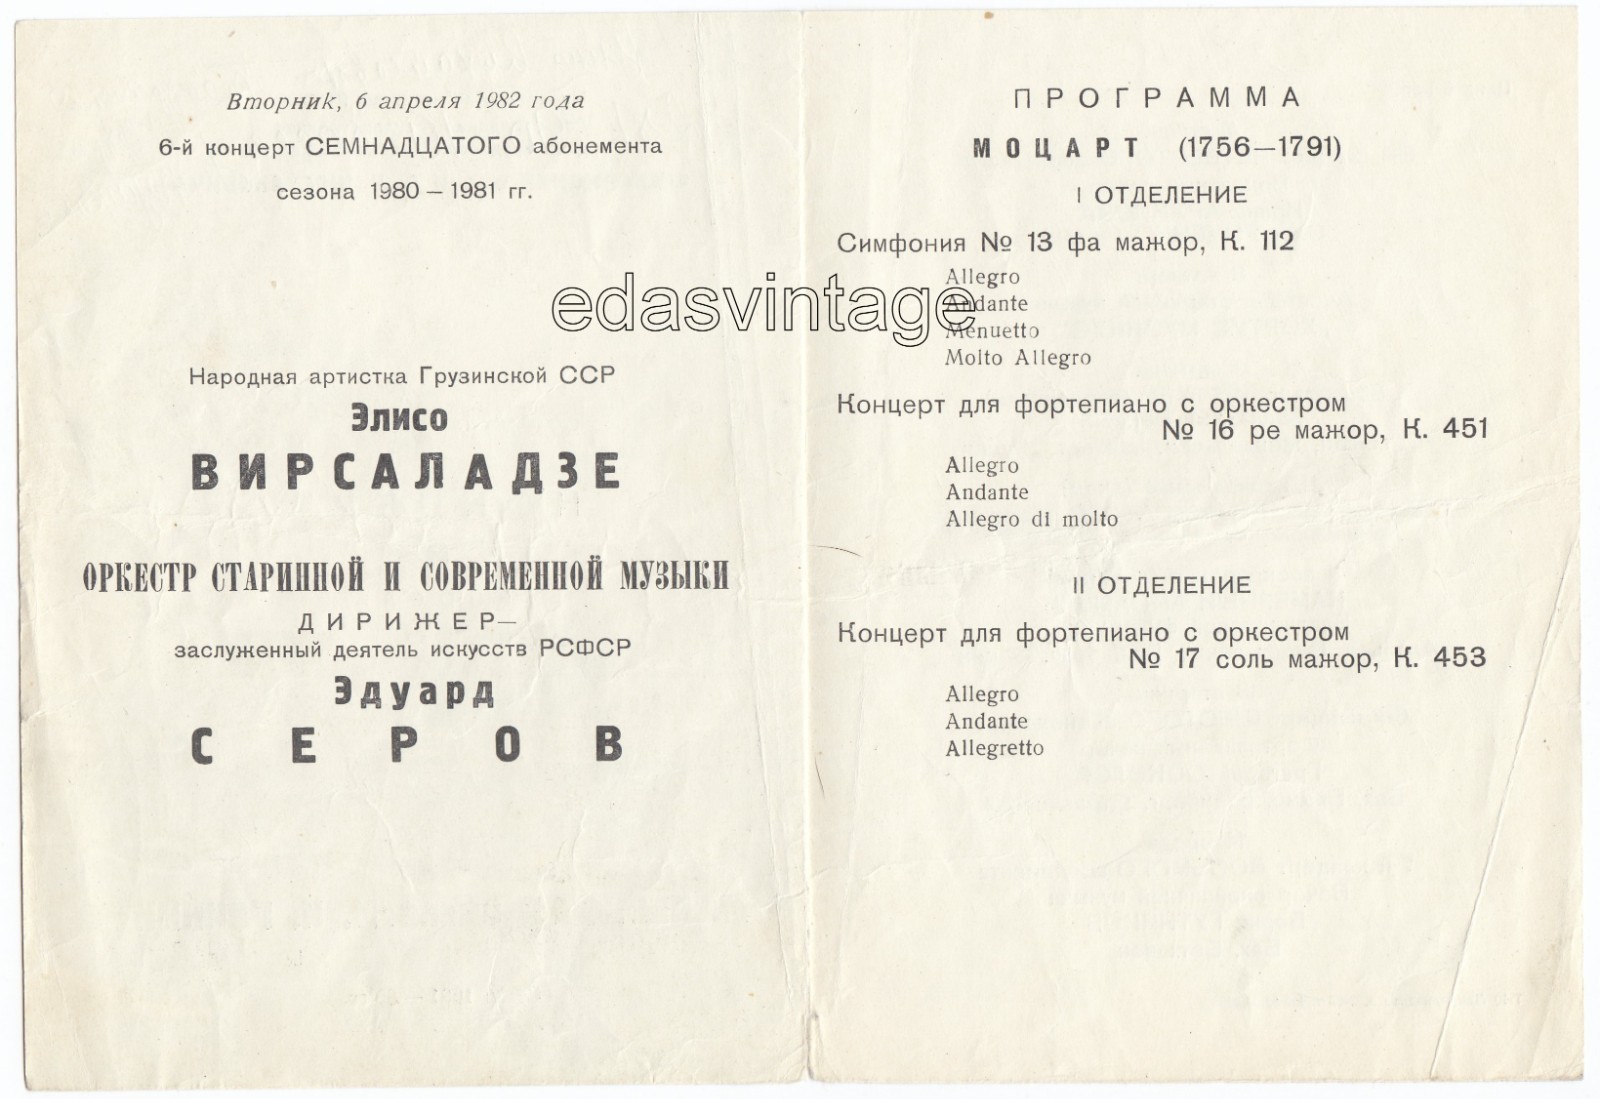 Вторник, 6 апреля 1982 года
6-й концерт СЕМНАДЦАТОГО абонемента
сезона 1980 — 1981 гг.
Народная артистка Грузинской ССР
Элисо
ВИРСАЛАДЗЕ
ОРКЕСТР СТАРИННОЙ И СОВРЕМЕННОЙ МУЗЫКИ
ДИРИЖЕР—
заслуженный деятель искусств РСФСР
Эдуард
СЕРОВ
edasvintage
ПРОГРАММА
МОЦАРТ (1756—1791)
I ОТДЕЛЕНИЕ
Симфония № 13 фа мажор, К. 112
Allegro
Andante
Menuetto
Molto Allegro
Концерт для фортепиано с оркестром
№ 16 ре мажор, К. 451
Allegro
Andante
Allegro di molto
II ОТДЕЛЕНИЕ
Концерт для фортепиано с оркестром
№ 17 соль мажор, К. 453
Allegro
Andante
Allegretto